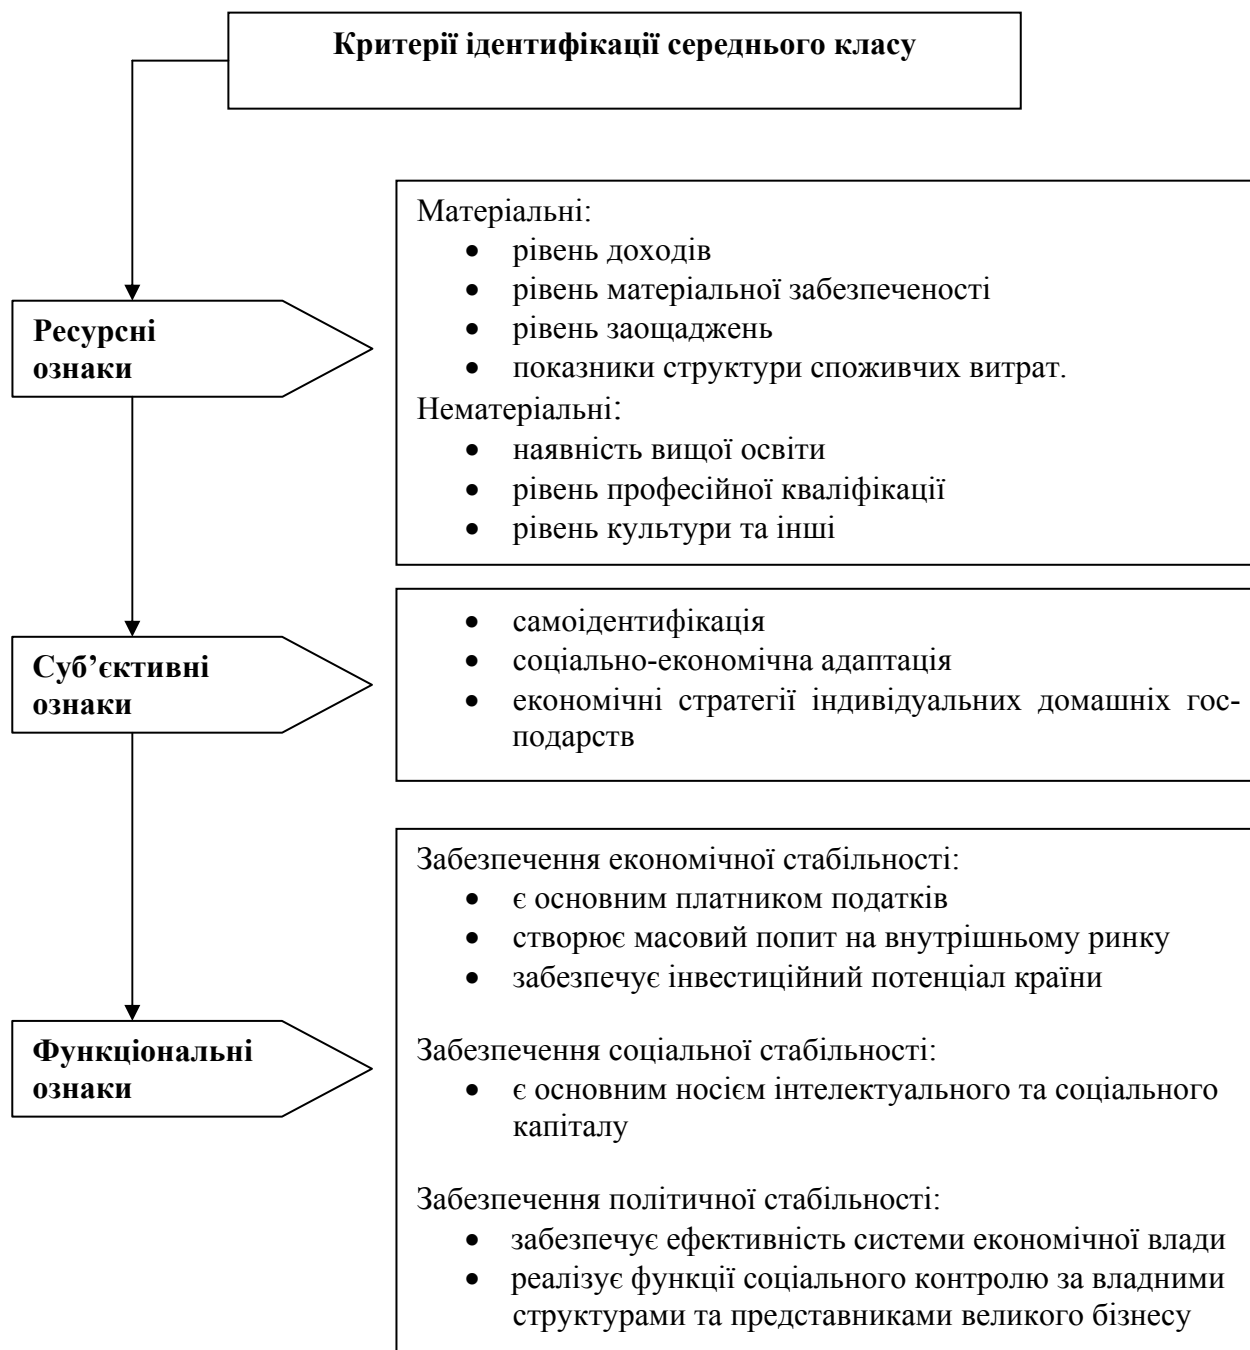 Критерії ідентифікації середнього класу
Ресурсні
ознаки
Матеріальні:
• рівень доходів
• рівень матеріальної забезпеченості
• рівень заощаджень
• показники структури споживчих витрат.
Нематеріальні:
• наявність вищої освіти
• рівень професійної кваліфікації
• рівень культури та інші
Суб’єктивні
ознаки
• самоідентифікація
• соціально-економічна адаптація
• економічні стратегії індивідуальних домашніх гос-
подарств
Функціональні
ознаки
Забезпечення економічної стабільності:
• є основним платником податків
• створює масовий попит на внутрішньому ринку
• забезпечує інвестиційний потенціал країни
Забезпечення соціальної стабільності:
• є основним носієм інтелектуального та соціального
капіталу
Забезпечення політичної стабільності:
• забезпечує ефективність системи економічної влади
• реалізує функції соціального контролю за владними
структурами та представниками великого бізнесу